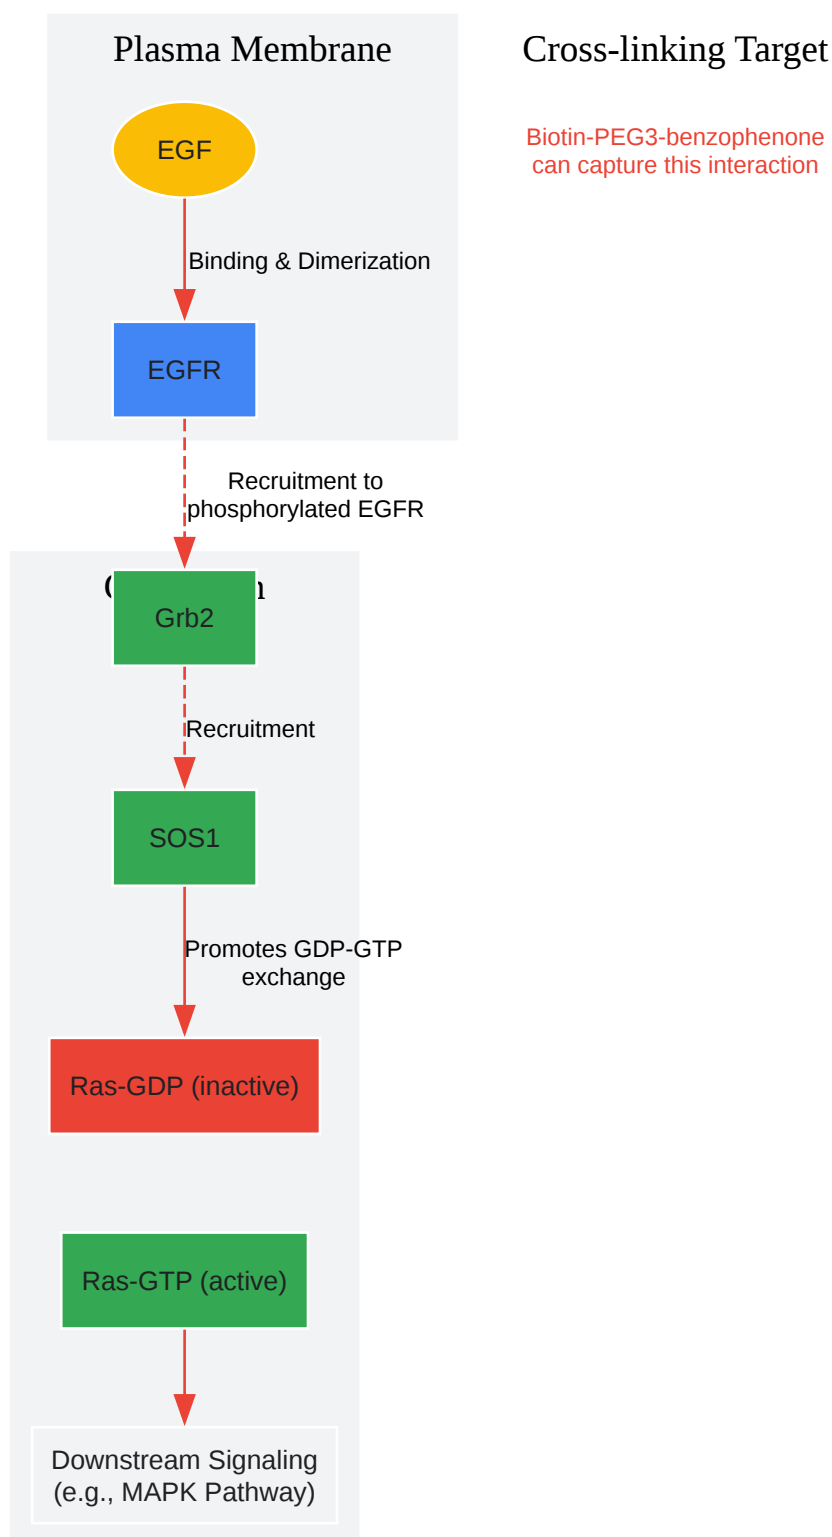 Plasma Membrane
Cross-linking Target
EGF
Biotin-PEG3-benzophenone
can capture this interaction
Binding & Dimerization
EGFR
Recruitment to
phosphorylated EGFR
Grb2
Recruitment
SOS1
Promotes GDP-GTP
exchange
Ras-GDP (inactive)
Ras-GTP (active)
Downstream Signaling
(e.g., MAPK Pathway)